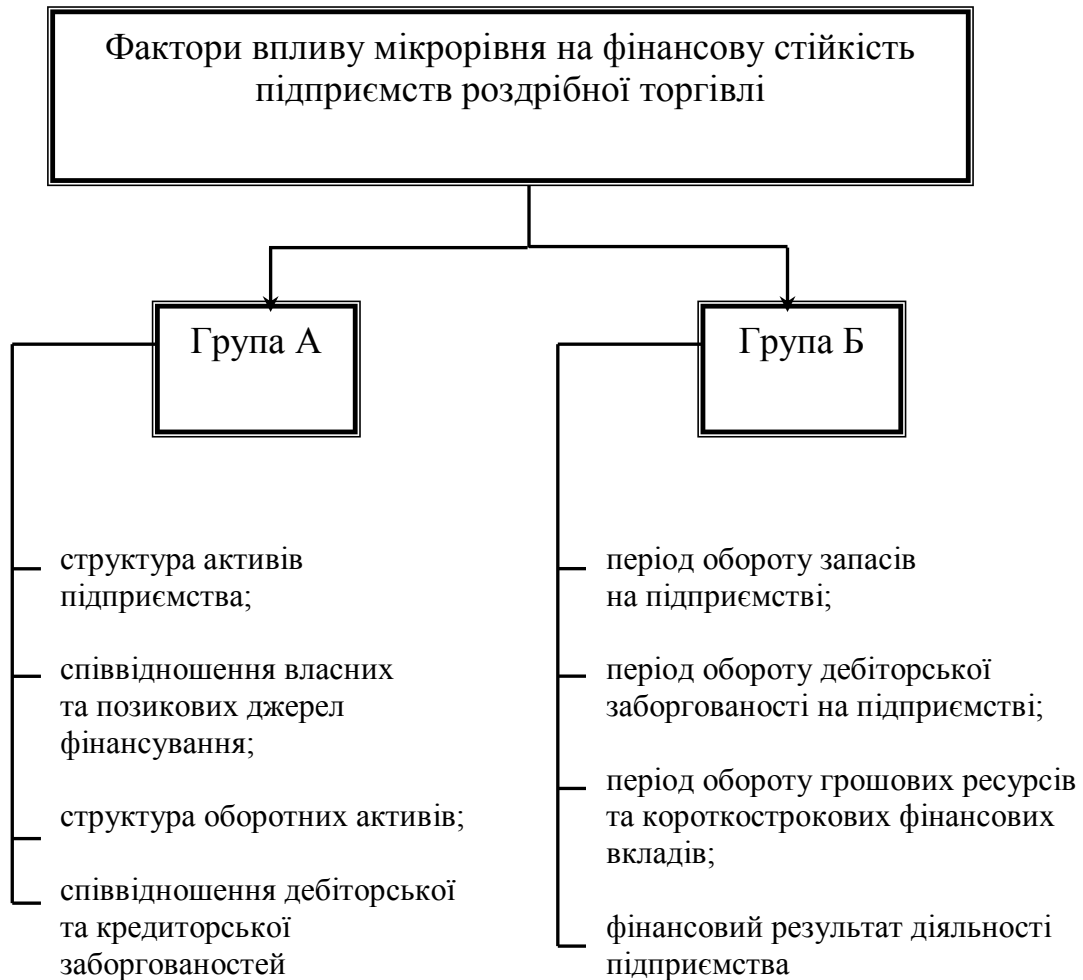 Фактори впливу мікрорівня на фінансову стійкість
підприємств роздрібної торгівлі
Група А
структура активів
підприємства;
співвідношення власних
та позикових джерел
фінансування;
структура оборотних активів;
співвідношення дебіторської
та кредиторської
заборгованостей
Група Б
період обороту запасів
на підприємстві;
період обороту дебіторської
заборгованості на підприємстві;
період обороту грошових ресурсів
та короткострокових фінансових
вкладів;
фінансовий результат діяльності
підприємства